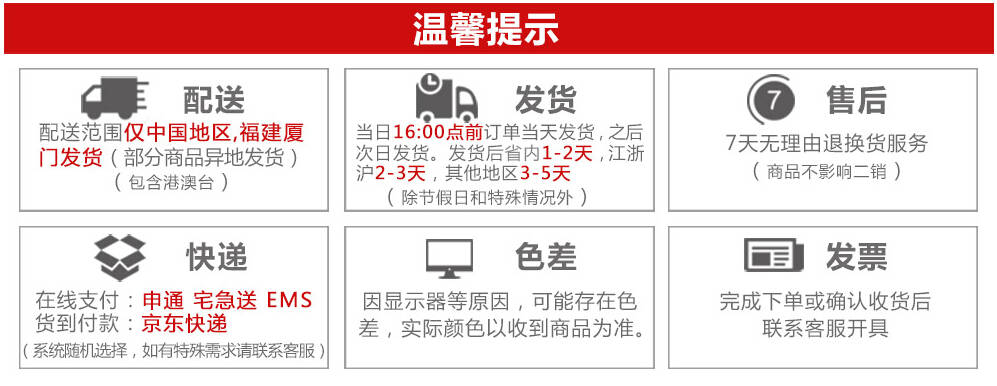 温馨提示
配送
配送范围仅中国地区,福建厦
门发货（部分商品异地发货）
（包含港澳台）
发货
当日16:00点前订单当天发货，之后
次日发货。发货后省内1-2天，江浙
沪2-3天，其他地区3-5天
（除节假日和特殊情况外）
7
售后
7天无理由退换货服务
（商品不影响二销）
快递
在线支付：申通 宅急送 EMS
货到付款：京东快递
（系统随机选择，如有特殊需求请联系客服）
色差
因显示器等原因，可能存在色
差，实际颜色以收到商品为准。
发票
完成下单或确认收货后
联系客服开具